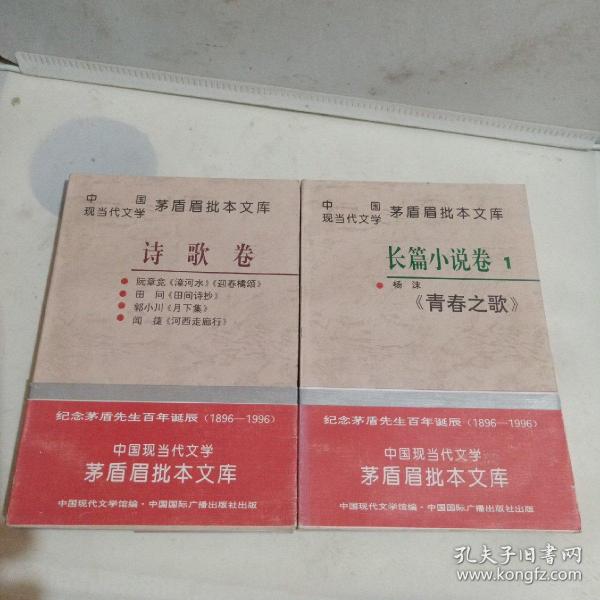 中国
现当代文学
茅盾眉批本文库
诗歌卷
阮章竞《漳河水》《迎春橘颂》
田间《田间诗抄》
郭小川《月下集》
闻捷《河西走廊行》
纪念茅盾先生百年诞辰（1896—1996）
中国现当代文学
茅盾眉批本文库
中国现代文学馆编·中国国际广播出版社出版
中国
现当代文学
茅盾眉批本文库
长篇小说卷 1
杨沫
《青春之歌》
纪念茅盾先生百年诞辰（1896—1996）
中国现当代文学
茅盾眉批本文库
中国现代文学馆编·中国国际广播出版社出版
孔夫子旧书网
www.kongfz.com